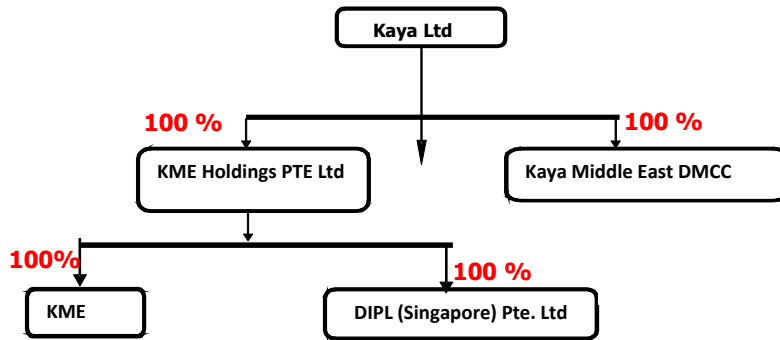 Kaya Ltd
100 %
100 %
KME Holdings PTE Ltd
Kaya Middle East DMCC
100%
100 %
KME
DIPL (Singapore) Pte. Ltd